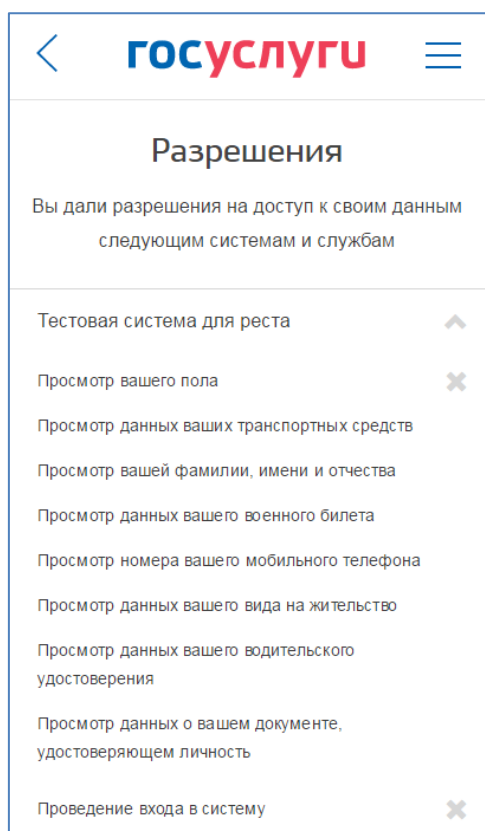 госуслуги
Разрешения
Вы дали разрешения на доступ к своим данным
следующим системам и службам
Тестовая система для реста
Просмотр вашего пола
Просмотр данных ваших транспортных средств
Просмотр вашей фамилии, имени и отчества
Просмотр данных вашего военного билета
Просмотр номера вашего мобильного телефона
Просмотр данных вашего вида на жительство
Просмотр данных вашего водительского
удостоверения
Просмотр данных о вашем документе,
удостоверяющем личность
Проведение входа в систему